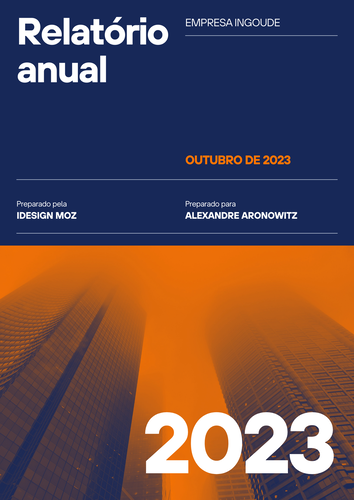 Relatório
anual
EMPRESA INGOUDE
OUTUBRO DE 2023
Preparado pela
IDESIGN MOZ
Preparado para
ALEXANDRE ARONOWITZ
2023